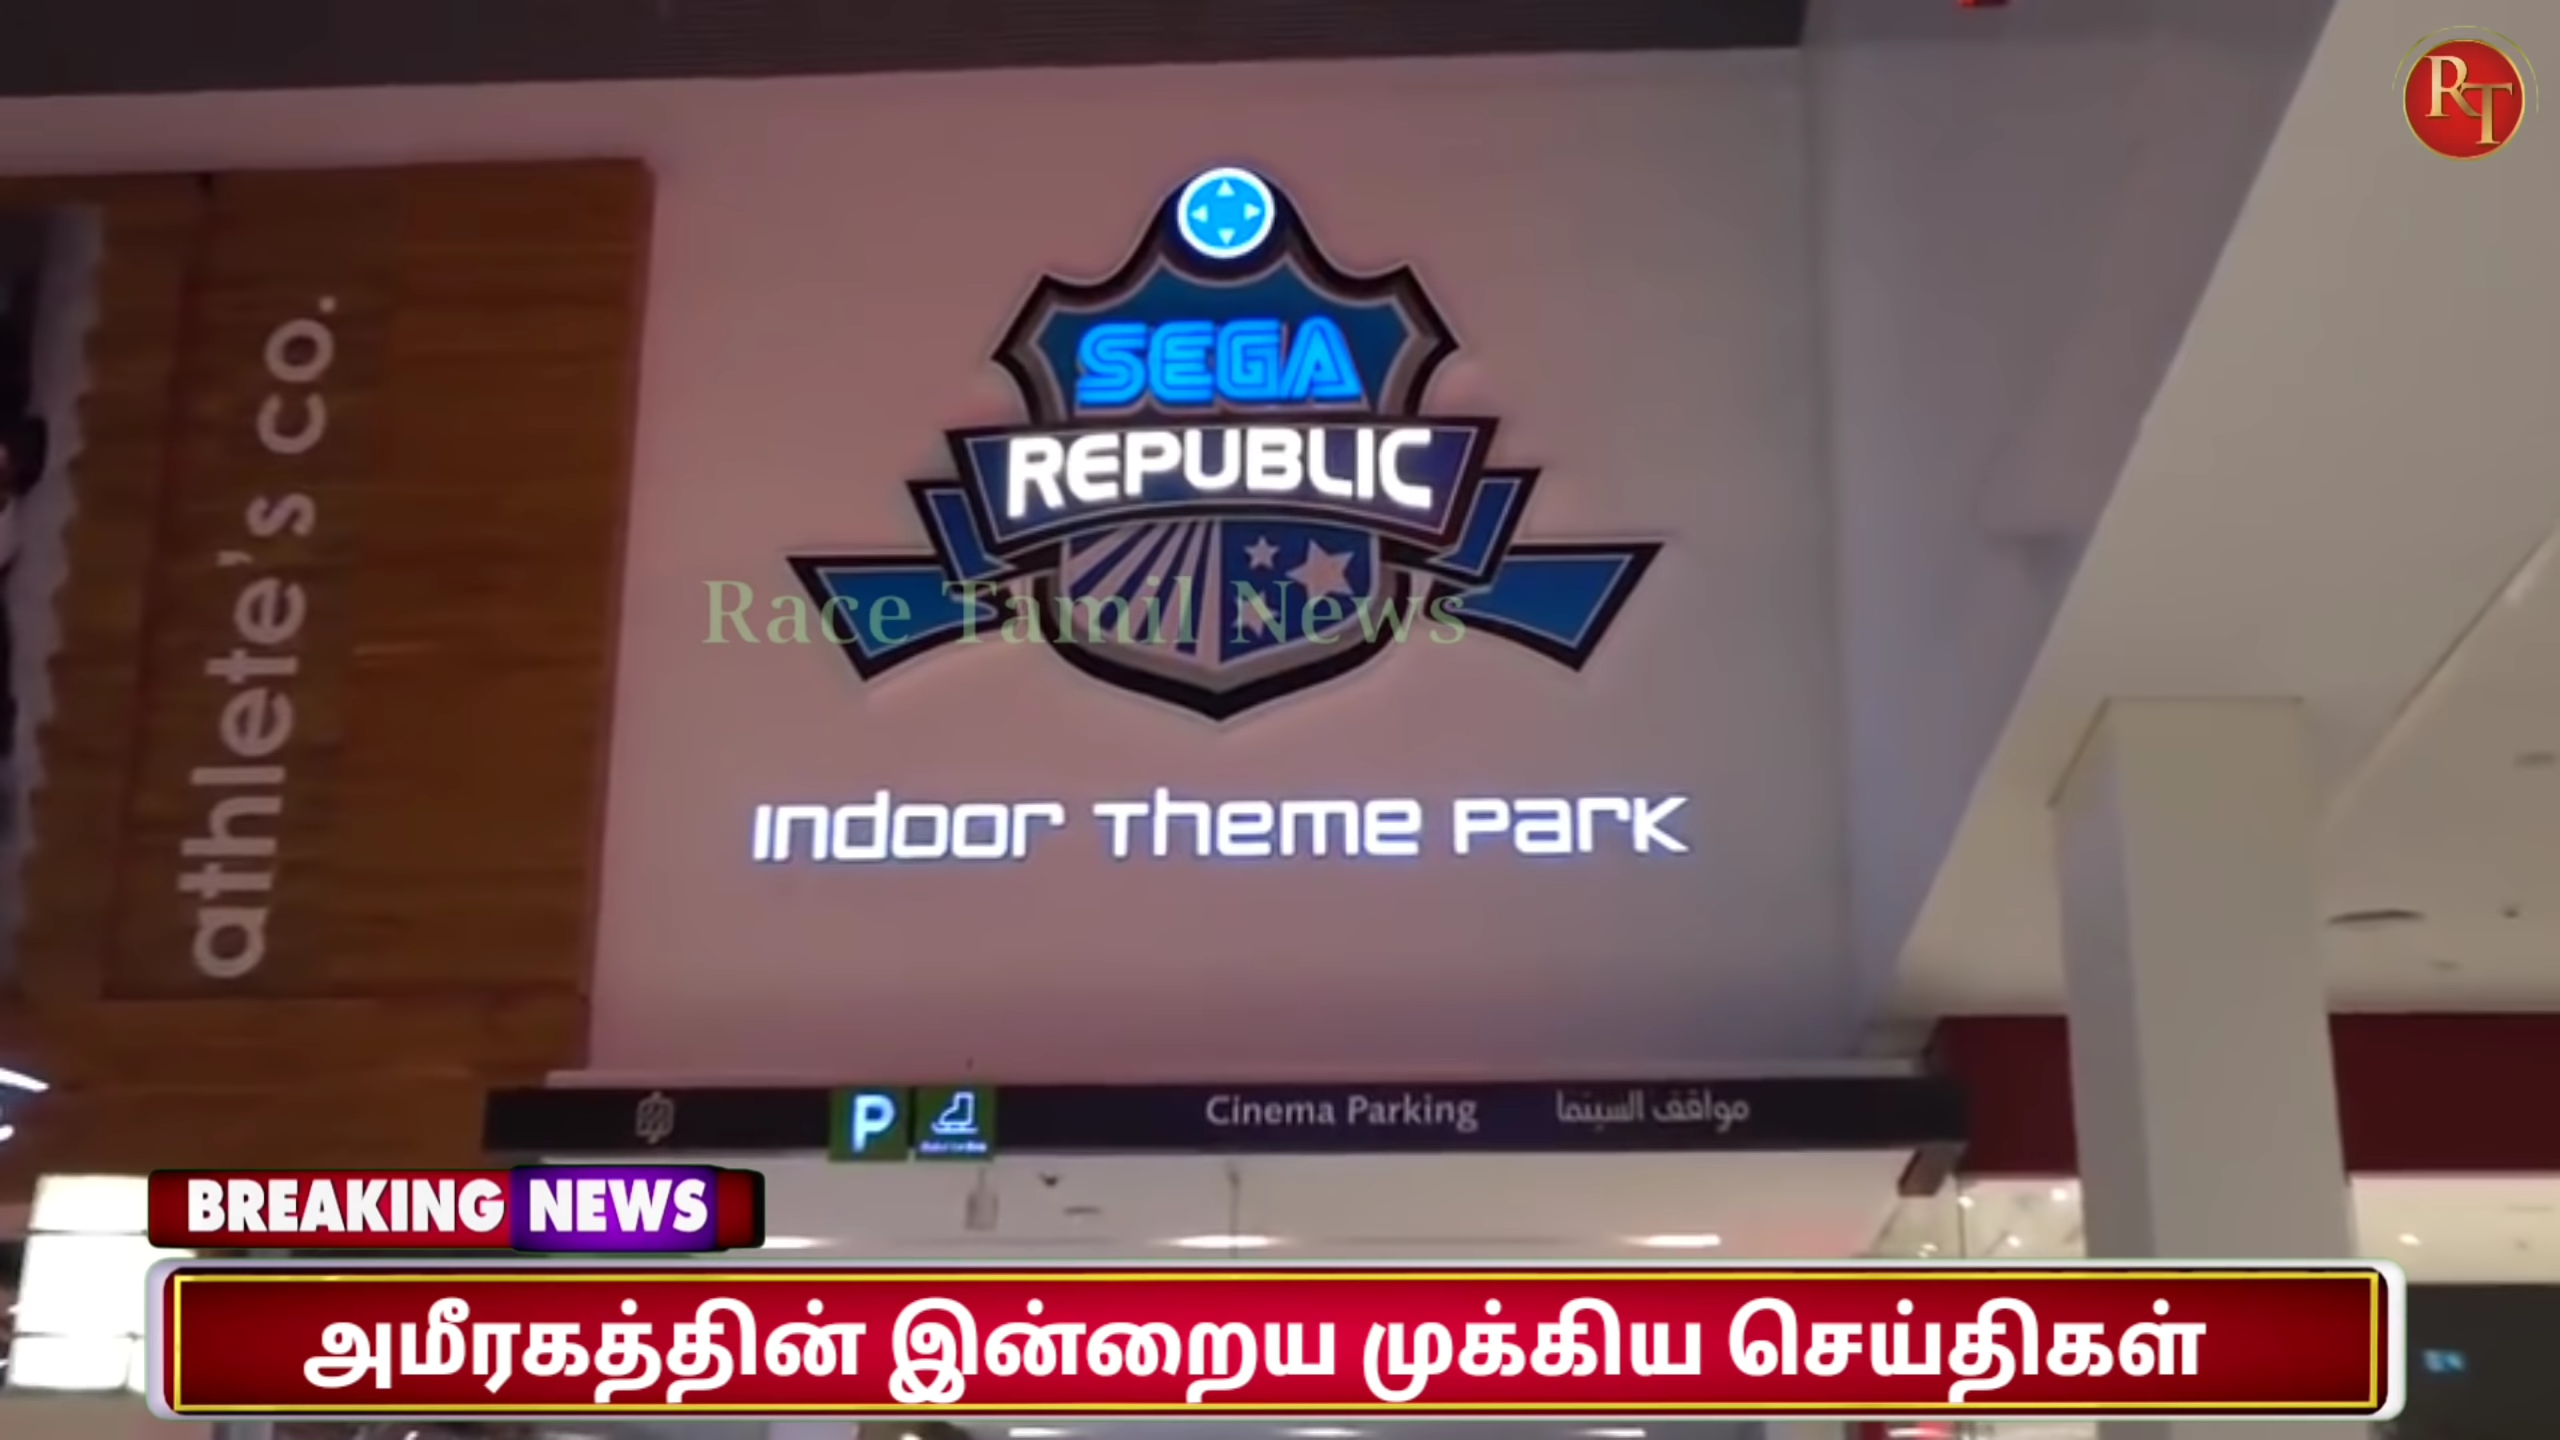 RT
athlete's co.
SEGA
REPUBLIC
Race Tamil News
Indoor Theme Park
P
Cinema Parking
مواقف السينما
BREAKING NEWS
அமீரகத்தின் இன்றைய முக்கிய செய்திகள்